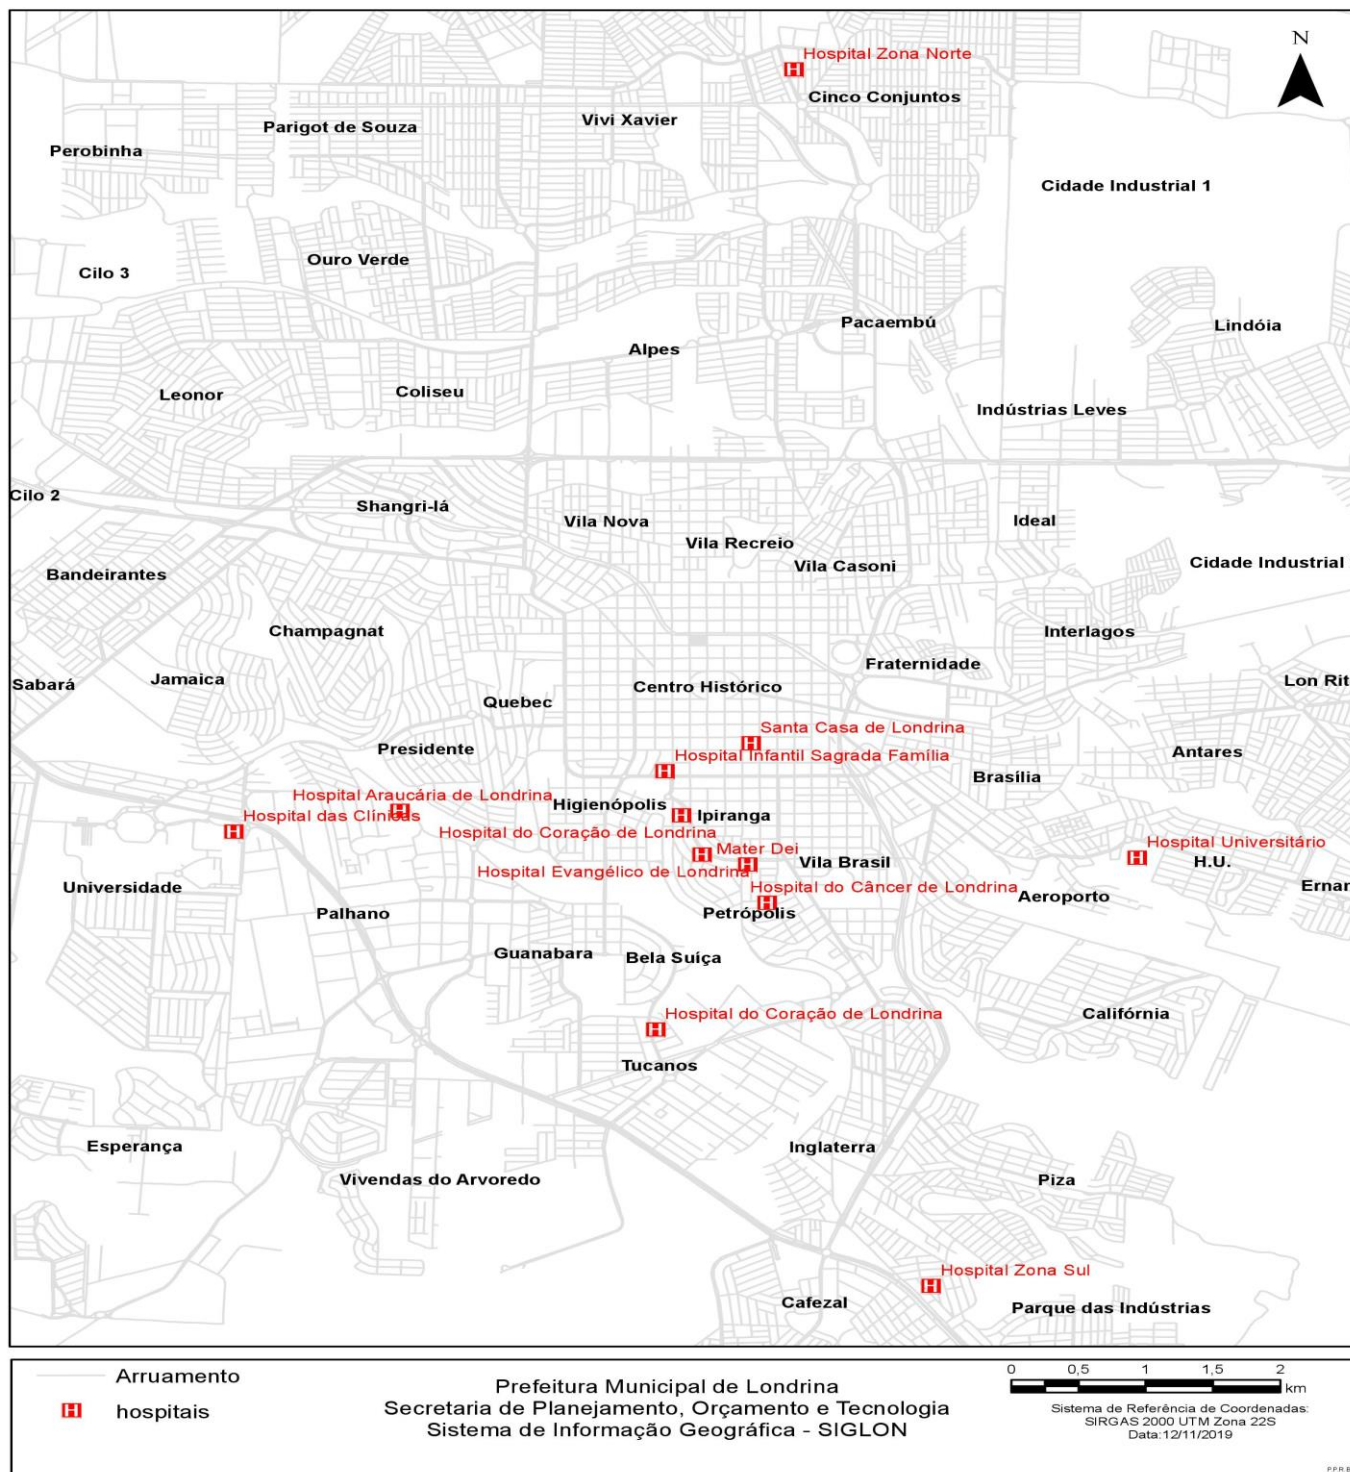 Hospital Zona Norte
N
Cinco Conjuntos
Vivi Xavier
Parigot de Souza
Perobinha
Cidade Industrial 1
Ouro Verde
Cilo 3
Pacaembú
Lindóia
Alpes
Coliseu
Leonor
Indústrias Leves
Cilo 2
Shangri-lá
Vila Nova
Ideal
Vila Recreio
Vila Casoni
Cidade Industrial
Bandeirantes
Champagnat
Interlagos
Fraternidade
Jamaica
Sabará
Lon Rit
Centro Histórico
Quebec
Santa Casa de Londrina
Presidente
Hospital Infantil Sagrada Família
Antares
Brasília
Hospital Araucária de Londrina
Higienópolis
Hospital das Clínicas
Ipiranga
Hospital do Coração de Londrina
Hospital Universitário
Mater Dei
Vila Brasil
H.U.
Hospital Evangélico de Londrina
Universidade
Hospital do Câncer de Londrina
Ernar
Aeroporto
Palhano
Petrópolis
Guanabara
Bela Suíça
Hospital do Coração de Londrina
Califórnia
Tucanos
Esperança
Inglaterra
Vivendas do Arvoredo
Piza
Hospital Zona Sul
Cafezal
Parque das Indústrias
Arruamento
hospitais
Prefeitura Municipal de Londrina
Secretaria de Planejamento, Orçamento e Tecnologia
Sistema de Informação Geográfica - SIGLON
0 0,5 1 1,5 2
km
Sistema de Referência de Coordenadas:
SIRGAS 2000 UTM Zona 22S
Data:12/11/2019